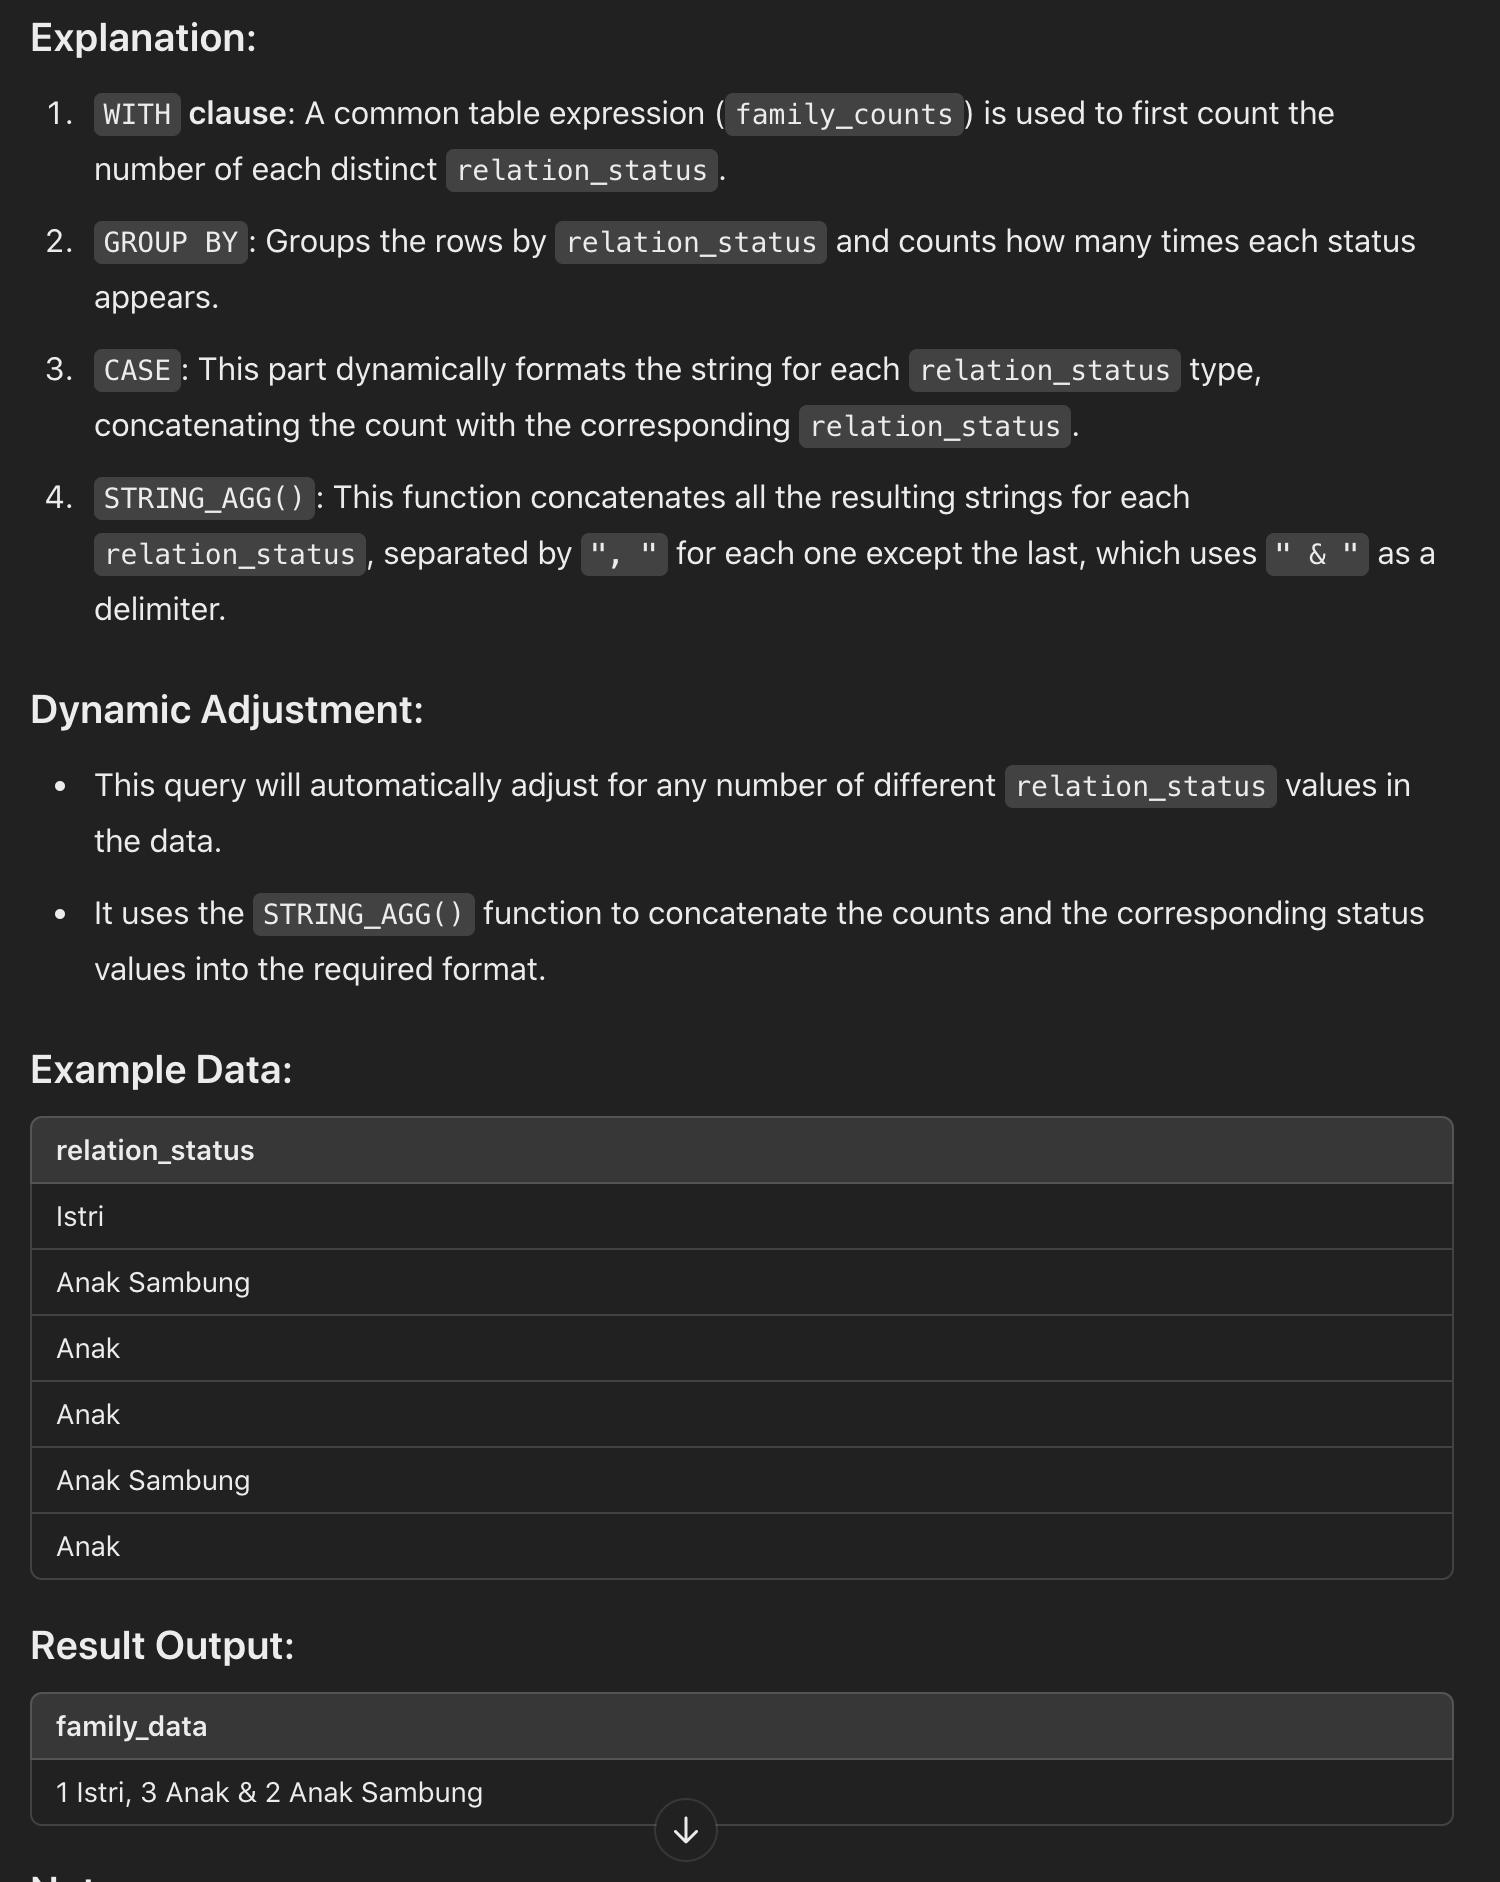 Explanation:
1. WITH clause: A common table expression (family_counts) is used to first count the
number of each distinct relation_status.
2. GROUP BY: Groups the rows by relation_status and counts how many times each status
appears.
3. CASE: This part dynamically formats the string for each relation_status type,
concatenating the count with the corresponding relation_status.
4. STRING_AGG(): This function concatenates all the resulting strings for each
relation_status, separated by ", " for each one except the last, which uses " & " as a
delimiter.
Dynamic Adjustment:
• This query will automatically adjust for any number of different relation_status values in
the data.
• It uses the STRING_AGG() function to concatenate the counts and the corresponding status
values into the required format.
Example Data:
relation_status
Istri
Anak Sambung
Anak
Anak
Anak Sambung
Anak
Result Output:
family_data
1 Istri, 3 Anak & 2 Anak Sambung